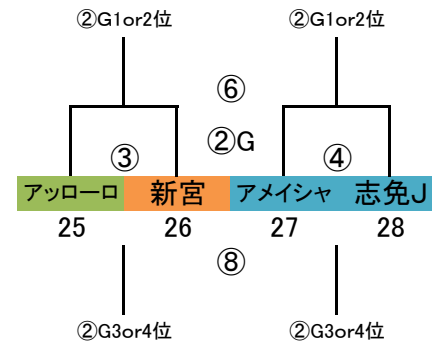 ②G1or2位 ②G1or2位
⑥
②G
③ ④
アッローロ 新宮 アメイシャ 志免J
25 26 27 28
⑧
②G3or4位 ②G3or4位